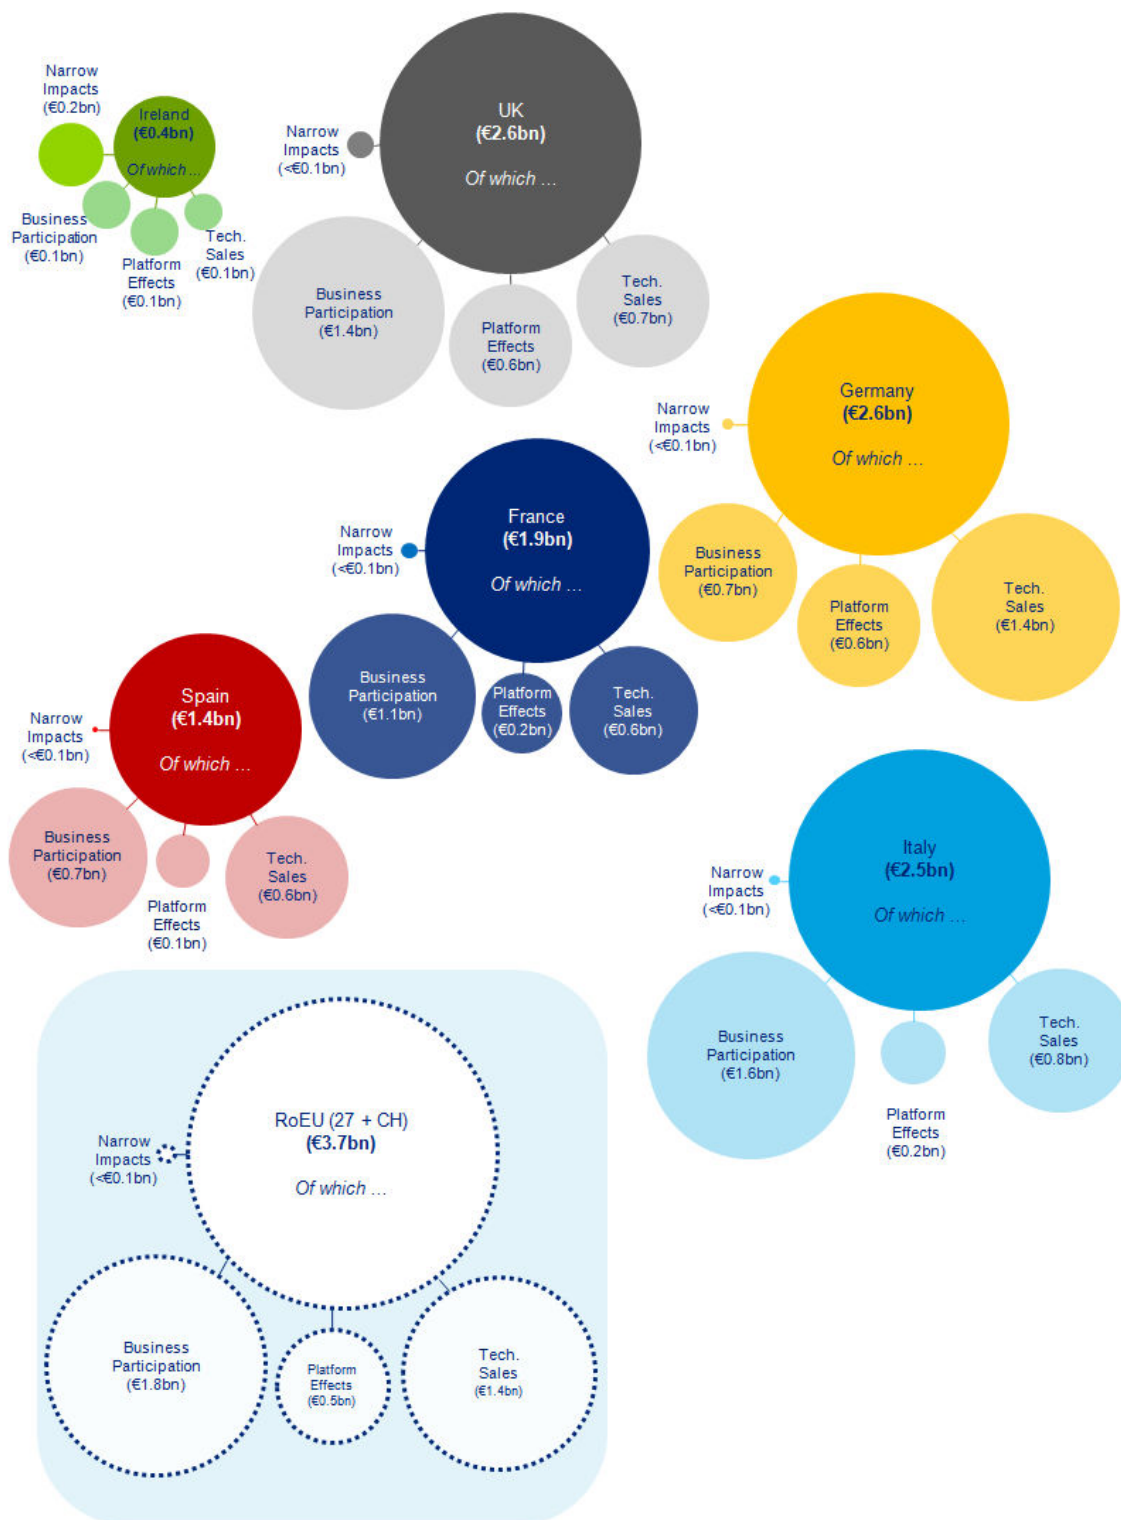 Narrow
Impacts
(€0.2bn)
Ireland
(€0.4bn)
Of which ...
Business
Participation
(€0.1bn)
Platform
Effects
(€0.1bn)
Tech.
Sales
(€0.1bn)
UK
(€2.6bn)
Of which ...
Narrow
Impacts
(<€0.1bn)
Business
Participation
(€1.4bn)
Platform
Effects
(€0.6bn)
Tech.
Sales
(€0.7bn)
Germany
(€2.6bn)
Of which ...
Narrow
Impacts
(<€0.1bn)
Business
Participation
(€0.7bn)
Platform
Effects
(€0.6bn)
Tech.
Sales
(€1.4bn)
France
(€1.9bn)
Of which ...
Narrow
Impacts
(<€0.1bn)
Business
Participation
(€1.1bn)
Platform
Effects
(€0.2bn)
Tech.
Sales
(€0.6bn)
Spain
(€1.4bn)
Of which ...
Narrow
Impacts
(<€0.1bn)
Business
Participation
(€0.7bn)
Platform
Effects
(€0.1bn)
Tech.
Sales
(€0.6bn)
Italy
(€2.5bn)
Of which ...
Narrow
Impacts
(<€0.1bn)
Business
Participation
(€1.6bn)
Platform
Effects
(€0.2bn)
Tech.
Sales
(€0.8bn)
RoEU (27 + CH)
(€3.7bn)
Of which ...
Narrow
Impacts
(<€0.1bn)
Business
Participation
(€1.8bn)
Platform
Effects
(€0.5bn)
Tech.
Sales
(€1.4bn)